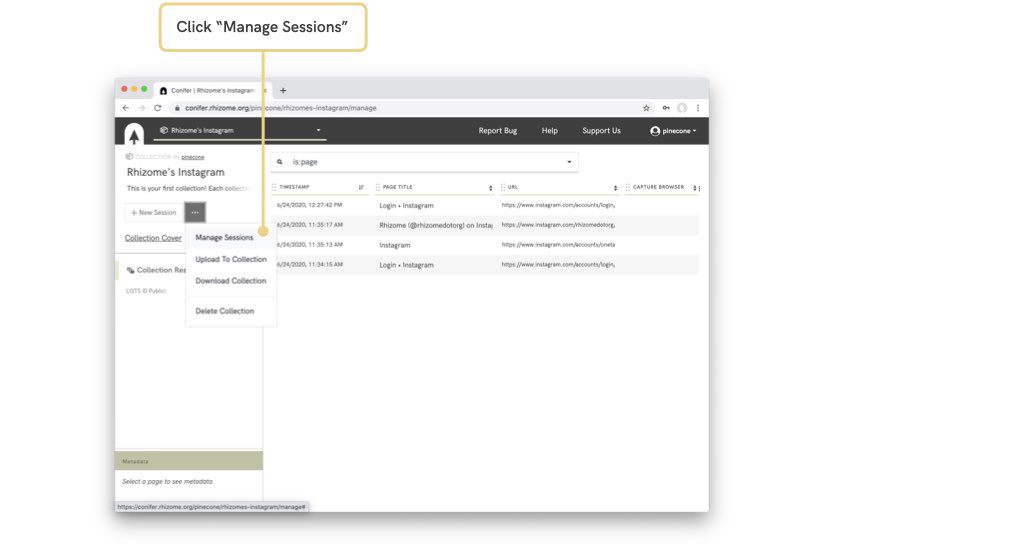 Click “Manage Sessions”
Conifer | Rhizome's Instagram
conifer.rhizome.org/pinecone/rhizomes-instagram/manage
Rhizome's Instagram
Report Bug
Help
Support Us
pinecone
COLLECTION by pinecone
Rhizome's Instagram
This is your first collection! Each collecti
+ New Session
Collection Cover
Manage Sessions
Upload To Collection
Download Collection
Delete Collection
Collection Res
LISTS
is:page
TIMESTAMP PAGE TITLE URL CAPTURE BROWSER
6/24/2020, 12:27:42 PM Login • Instagram https://www.instagram.com/accounts/login,
6/24/2020, 11:35:17 AM Rhizome (@rhizomedotorg) on Instag https://www.instagram.com/rhizomedotorg,
6/24/2020, 11:35:13 AM Instagram https://www.instagram.com/accounts/oneta
6/24/2020, 11:34:15 AM Login • Instagram https://www.instagram.com/accounts/login,
Metadata
Select a page to see metadata
https://conifer.rhizome.org/pinecone/rhizomes-instagram/manage#